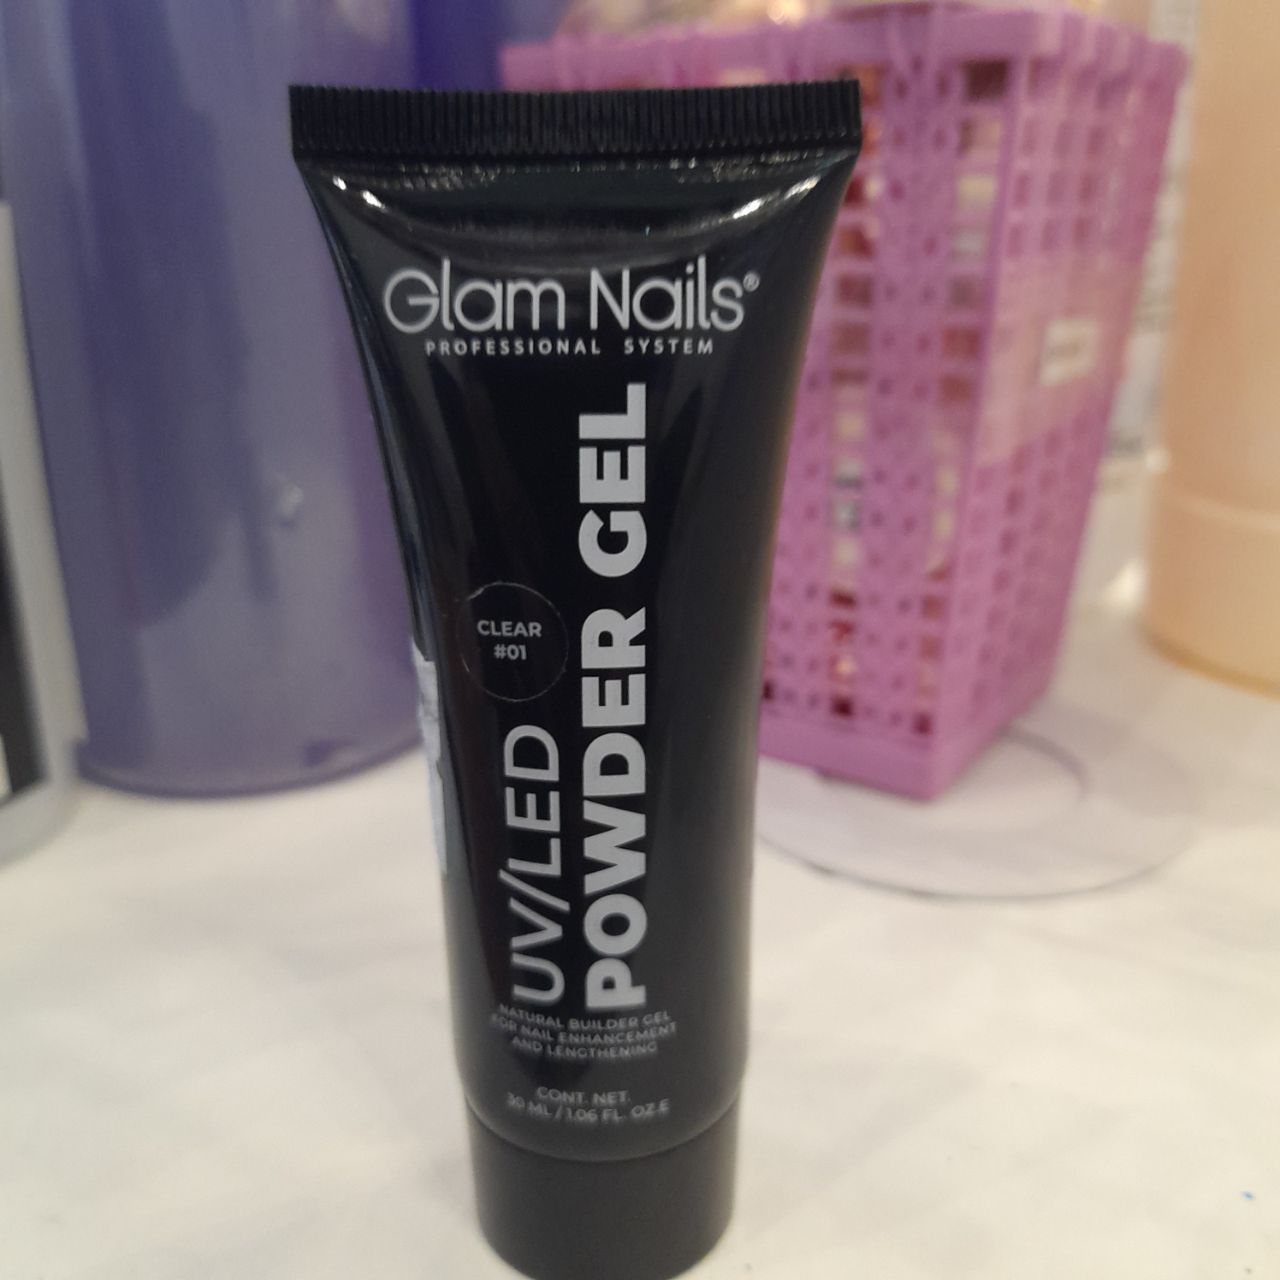 Glam Nails®
PROFESSIONAL SYSTEM
CLEAR
#01
UV/LED
POWDER GEL
NATURAL BUILDER GEL
FOR NAIL ENHANCEMENT
AND LENGTHENING
CONT. NET.
30 ML / 1.06 FL. OZ.E